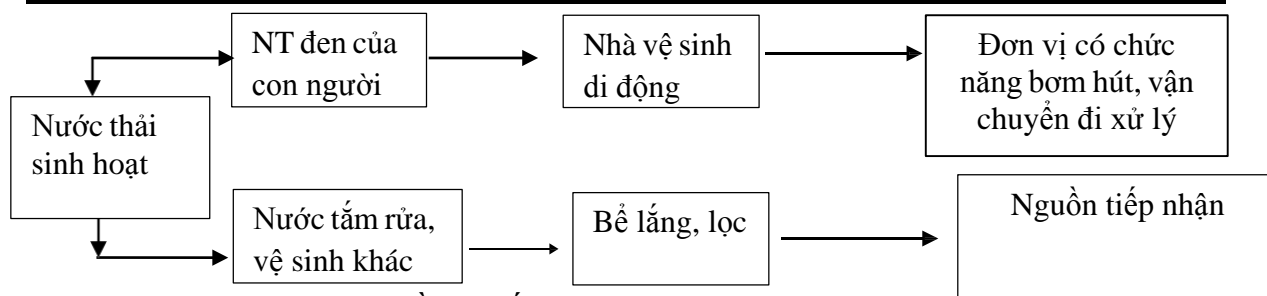 NT đen của
con người
Nhà vệ sinh
di động
Đơn vị có chức
năng bơm hút, vận
chuyển đi xử lý
Nước thải
sinh hoạt
Nước tắm rửa,
vệ sinh khác
Bể lắng, lọc
Nguồn tiếp nhận